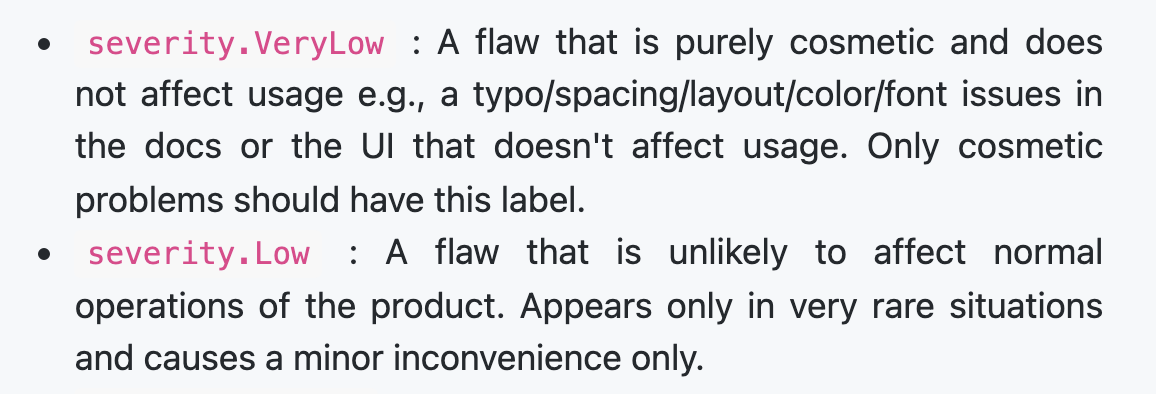 • severity.VeryLow : A flaw that is purely cosmetic and does
not affect usage e.g., a typo/spacing/layout/color/font issues in
the docs or the UI that doesn't affect usage. Only cosmetic
problems should have this label.
• severity.Low : A flaw that is unlikely to affect normal
operations of the product. Appears only in very rare situations
and causes a minor inconvenience only.